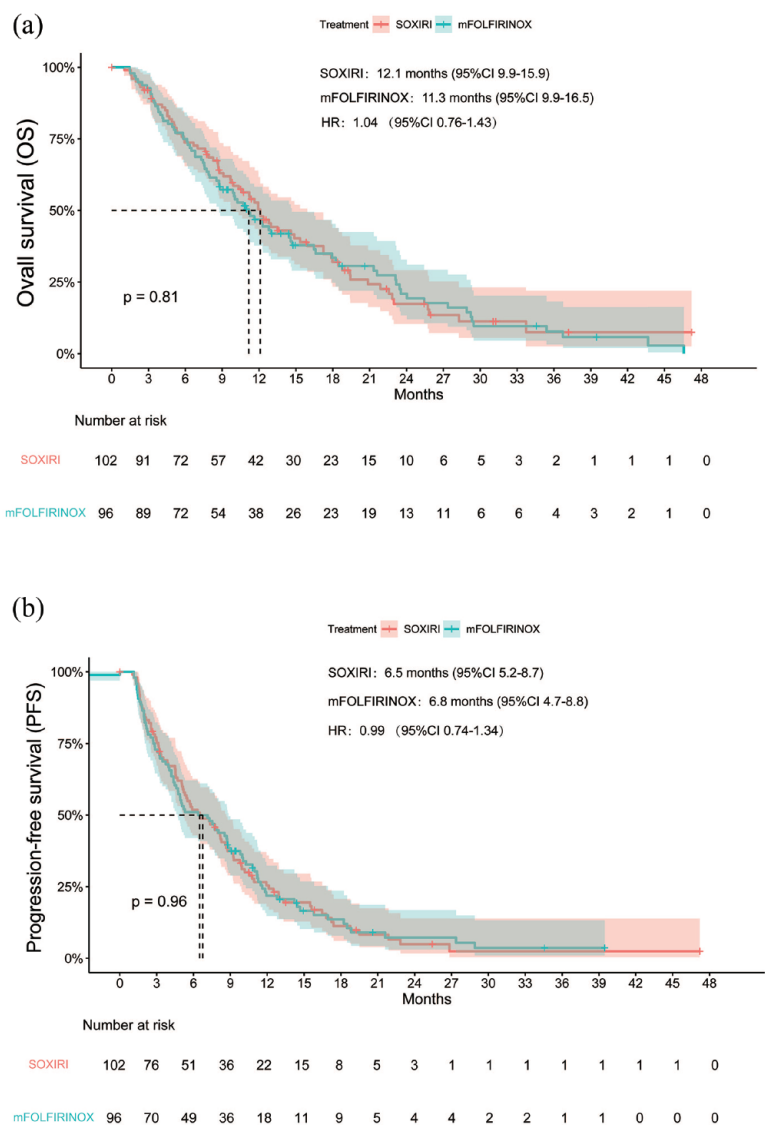 (a)
Treatment SOXIRI mFOLFIRINOX
SOXIRI: 12.1 months (95%CI 9.9-15.9)
mFOLFIRINOX: 11.3 months (95%CI 9.9-16.5)
HR: 1.04 (95%CI 0.76-1.43)
Ovall survival (OS)
100%
75%
50%
25%
0%
p = 0.81
0 3 6 9 12 15 18 21 24 27 30 33 36 39 42 45 48
Months
Number at risk
SOXIRI 102 91 72 57 42 30 23 15 10 6 5 3 2 1 1 1 0
mFOLFIRINOX 96 89 72 54 38 26 23 19 13 11 6 6 4 3 2 1 0
(b)
Treatment SOXIRI mFOLFIRINOX
SOXIRI: 6.5 months (95%CI 5.2-8.7)
mFOLFIRINOX: 6.8 months (95%CI 4.7-8.8)
HR: 0.99 (95%CI 0.74-1.34)
Progression-free survival (PFS)
100%
75%
50%
25%
0%
p = 0.96
0 3 6 9 12 15 18 21 24 27 30 33 36 39 42 45 48
Months
Number at risk
SOXIRI 102 76 51 36 22 15 8 5 3 1 1 1 1 1 1 1 0
mFOLFIRINOX 96 70 49 36 18 11 9 5 4 4 2 2 1 1 0 0 0